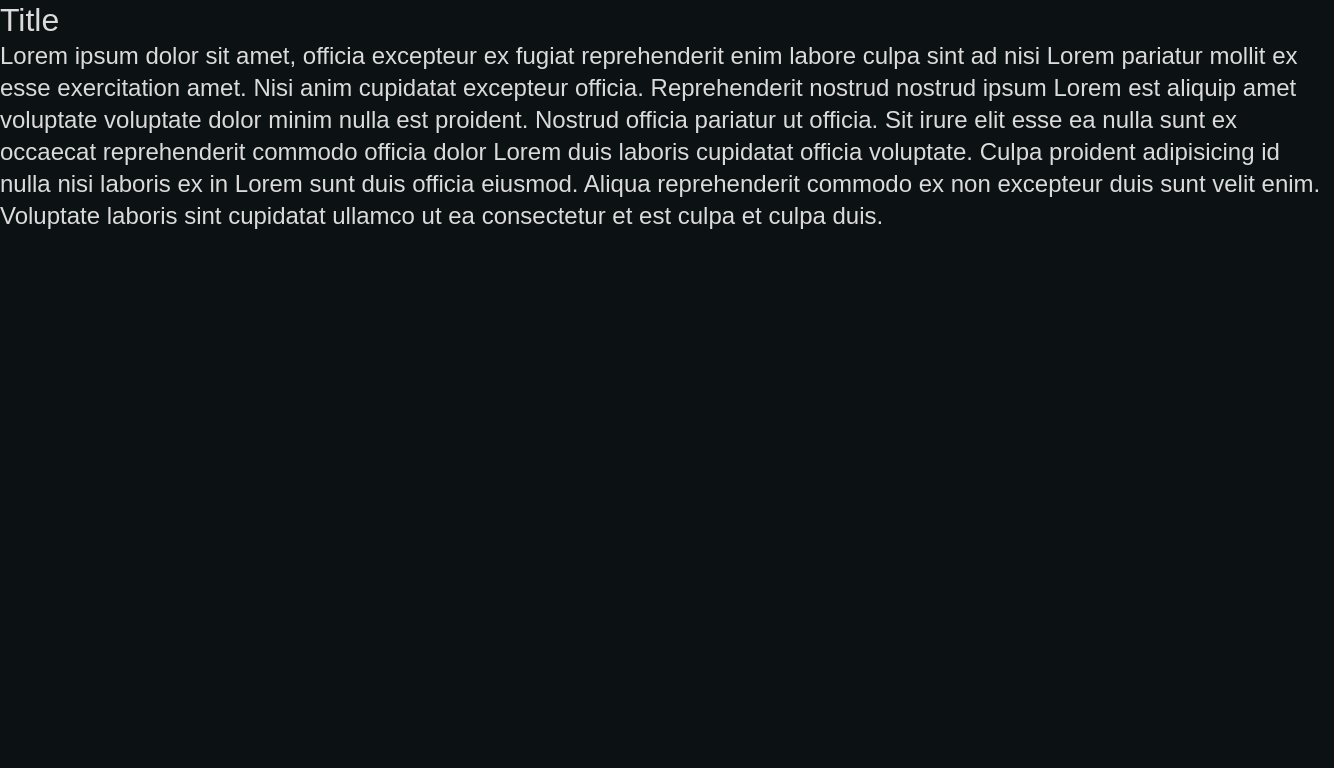 Title
Lorem ipsum dolor sit amet, officia excepteur ex fugiat reprehenderit enim labore culpa sint ad nisi Lorem pariatur mollit ex
esse exercitation amet. Nisi anim cupidatat excepteur officia. Reprehenderit nostrud nostrud ipsum Lorem est aliquip amet
voluptate voluptate dolor minim nulla est proident. Nostrud officia pariatur ut officia. Sit irure elit esse ea nulla sunt ex
occaecat reprehenderit commodo officia dolor Lorem duis laboris cupidatat officia voluptate. Culpa proident adipisicing id
nulla nisi laboris ex in Lorem sunt duis officia eiusmod. Aliqua reprehenderit commodo ex non excepteur duis sunt velit enim.
Voluptate laboris sint cupidatat ullamco ut ea consectetur et est culpa et culpa duis.